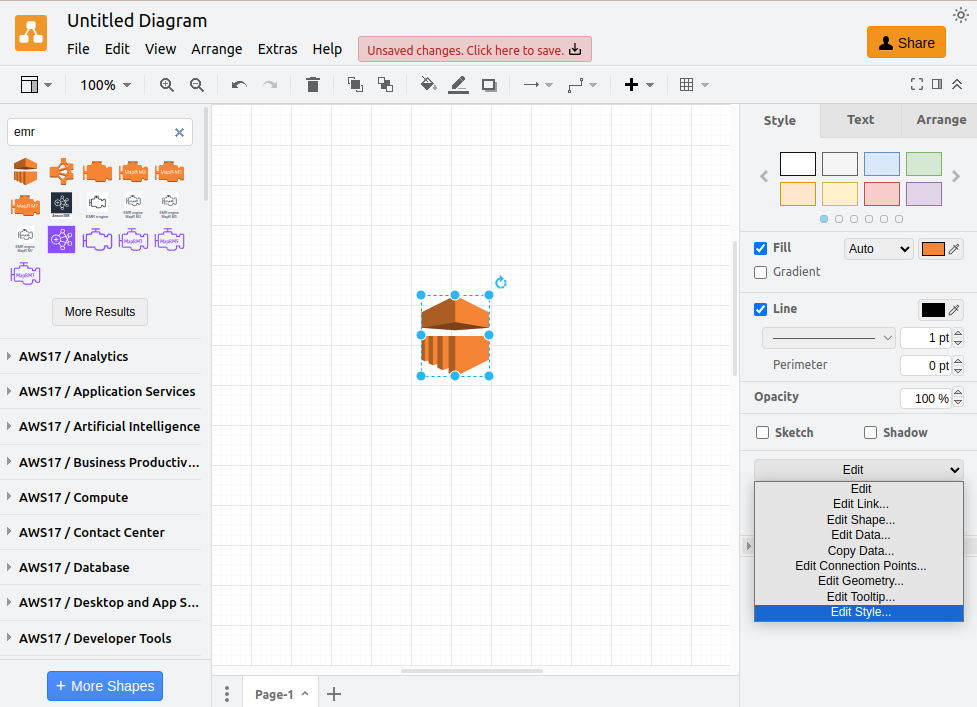 Untitled Diagram
File Edit View Arrange Extras Help
Unsaved changes. Click here to save.
Share
100%
emr
More Results
AWS17 / Analytics
AWS17 / Application Services
AWS17 / Artificial Intelligence
AWS17 / Business Productiv...
AWS17 / Compute
AWS17 / Contact Center
AWS17 / Database
AWS17 / Desktop and App S...
AWS17 / Developer Tools
+ More Shapes
Page-1
Style Text Arrange
Fill Auto
Gradient
Line
1 pt
Perimeter 0 pt
Opacity 100 %
Sketch Shadow
Edit
Edit
Edit Link...
Edit Shape...
Edit Data...
Copy Data...
Edit Connection Points...
Edit Geometry...
Edit Tooltip...
Edit Style...